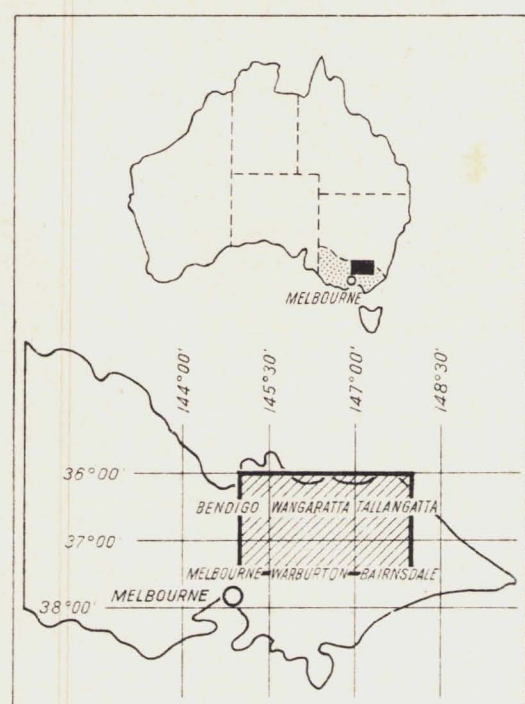 MELBOURNE
144°00'
145°30'
147°00'
148°30'
36°00'
BENDIGO WANGARATTA TALLANGATTA
37°00'
MELBOURNE WARBURTON BAIRNSDALE
MELBOURNE
38°00'